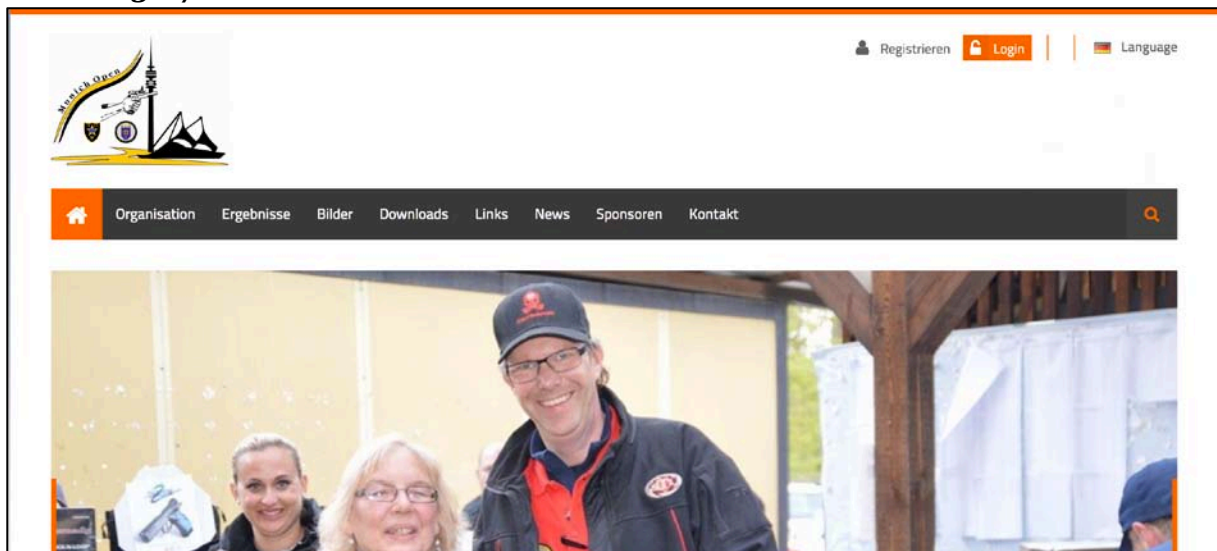 Munich Open
Registrieren Login Language
Organisation Ergebnisse Bilder Downloads Links News Sponsoren Kontakt